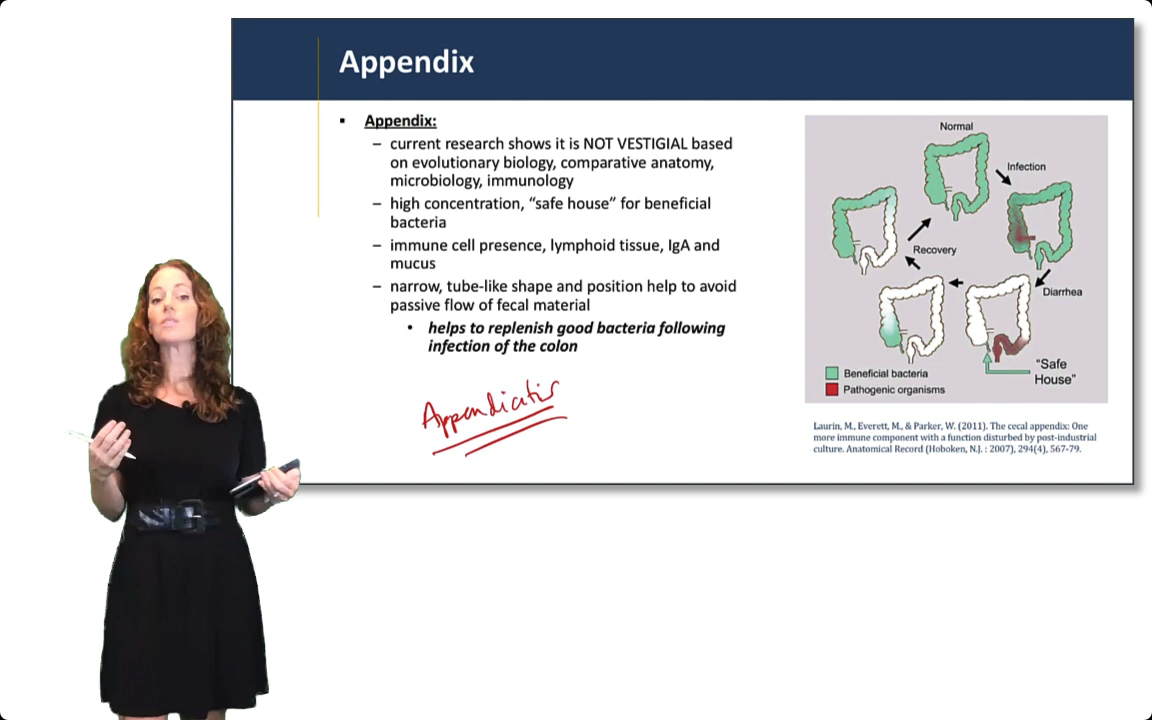 Appendix
▪ Appendix:
– current research shows it is NOT VESTIGIAL based
on evolutionary biology, comparative anatomy,
microbiology, immunology
– high concentration, “safe house” for beneficial
bacteria
– immune cell presence, lymphoid tissue, IgA and
mucus
– narrow, tube-like shape and position help to avoid
passive flow of fecal material
• helps to replenish good bacteria following
infection of the colon
Appendicitis
Normal
Infection
Recovery
Diarrhea
“Safe
House”
Beneficial bacteria
Pathogenic organisms
Laurin, M., Everett, M., & Parker, W. (2011). The cecal appendix: One
more immune component with a function disturbed by post-industrial
culture. Anatomical Record (Hoboken, N.J. : 2007), 294(4), 567-79.